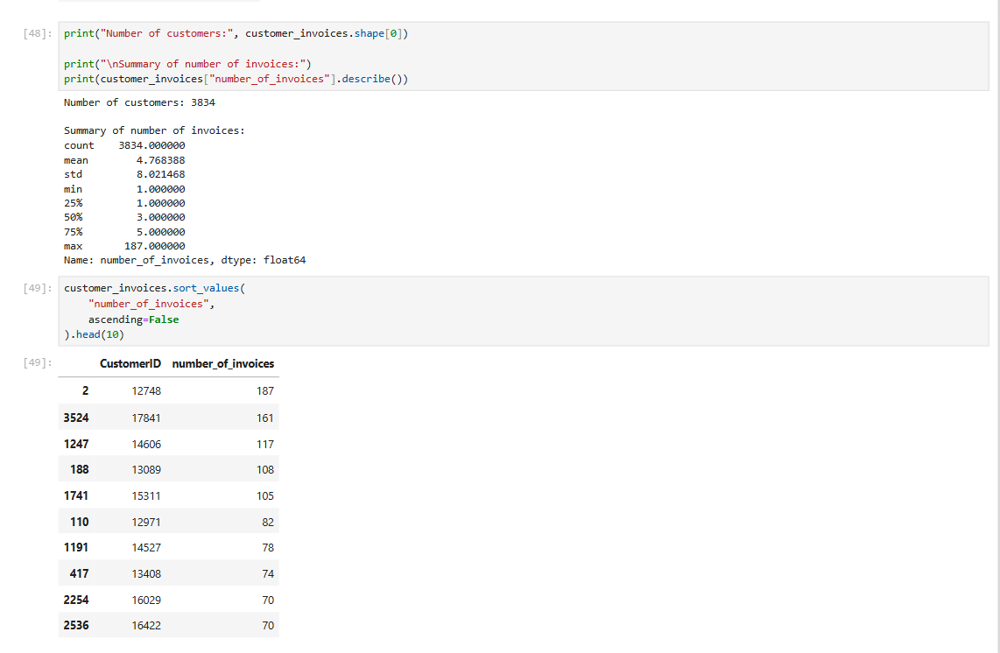 [48]: print("Number of customers:", customer_invoices.shape[0])
print("\nSummary of number of invoices:")
print(customer_invoices["number_of_invoices"].describe())
Number of customers: 3834
Summary of number of invoices:
count    3834.000000
mean        4.768388
std         8.021468
min         1.000000
25%         1.000000
50%         3.000000
75%         5.000000
max       187.000000
Name: number_of_invoices, dtype: float64
[49]: customer_invoices.sort_values(
    "number_of_invoices",
    ascending=False
).head(10)
[49]: CustomerID number_of_invoices
2 12748 187
3524 17841 161
1247 14606 117
188 13089 108
1741 15311 105
110 12971 82
1191 14527 78
417 13408 74
2254 16029 70
2536 16422 70